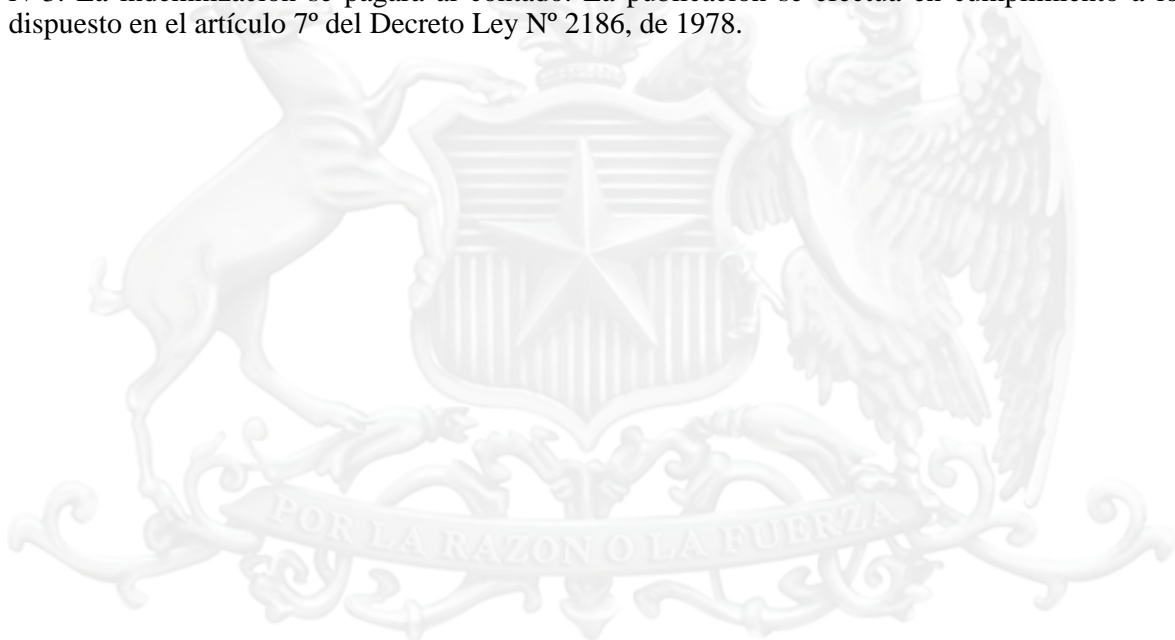 Nº3. La indemnización se pagará al contado. La publicación se efectúa en cumplimiento a lo
dispuesto en el artículo 7º del Decreto Ley Nº 2186, de 1978.
POR LA RAZON O LA FUERZA